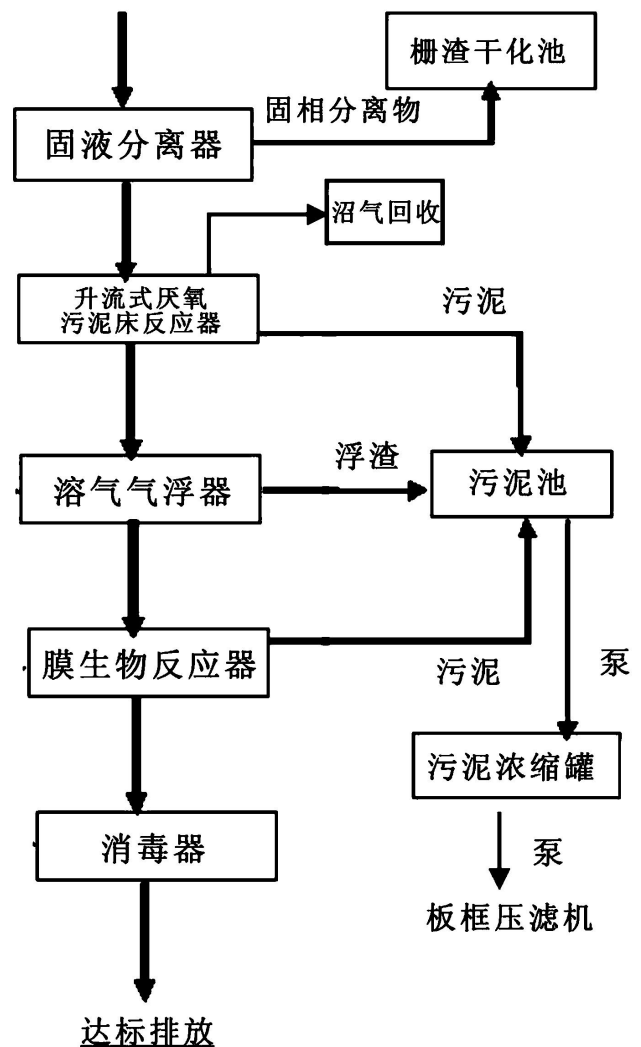 栅渣干化池
固相分离物
固液分离器
沼气回收
升流式厌氧
污泥床反应器
污泥
浮渣
溶气气浮器
污泥池
膜生物反应器
污泥
泵
污泥浓缩罐
消毒器
泵
板框压滤机
达标排放